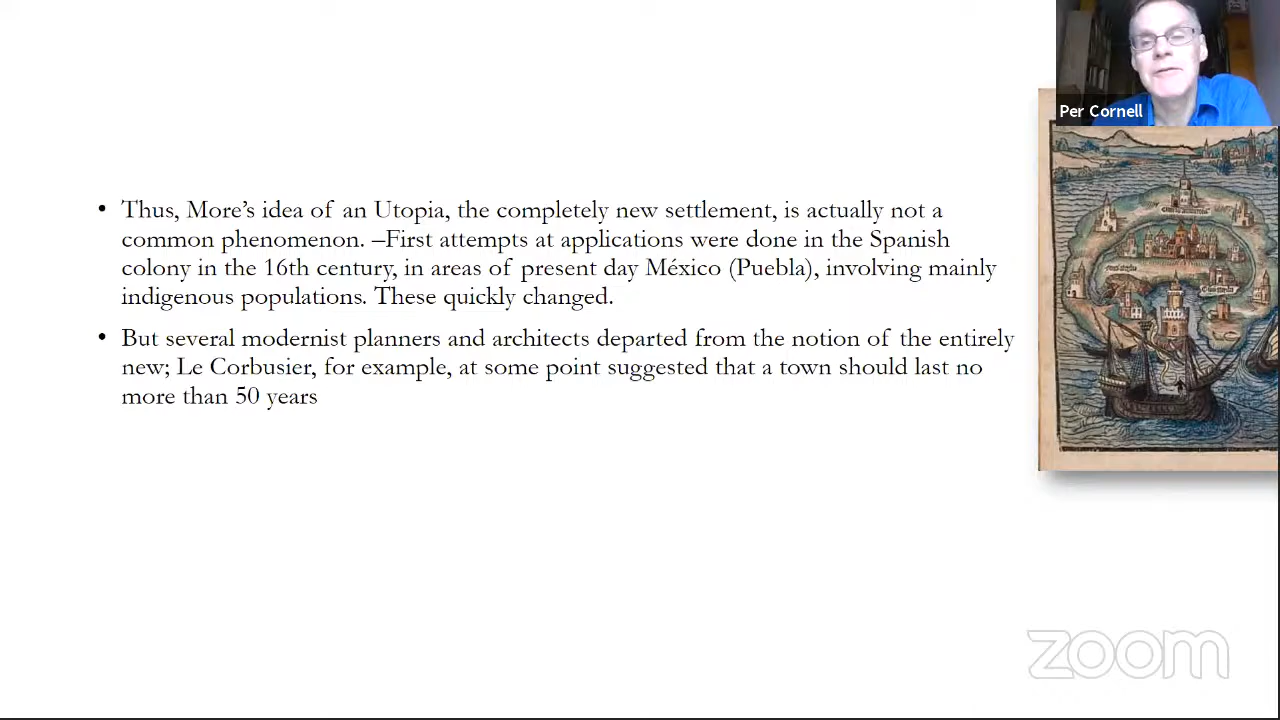 Per Cornell
• Thus, More’s idea of an Utopia, the completely new settlement, is actually not a
common phenomenon. –First attempts at applications were done in the Spanish
colony in the 16th century, in areas of present day México (Puebla), involving mainly
indigenous populations. These quickly changed.
• But several modernist planners and architects departed from the notion of the entirely
new; Le Corbusier, for example, at some point suggested that a town should last no
more than 50 years
zoom